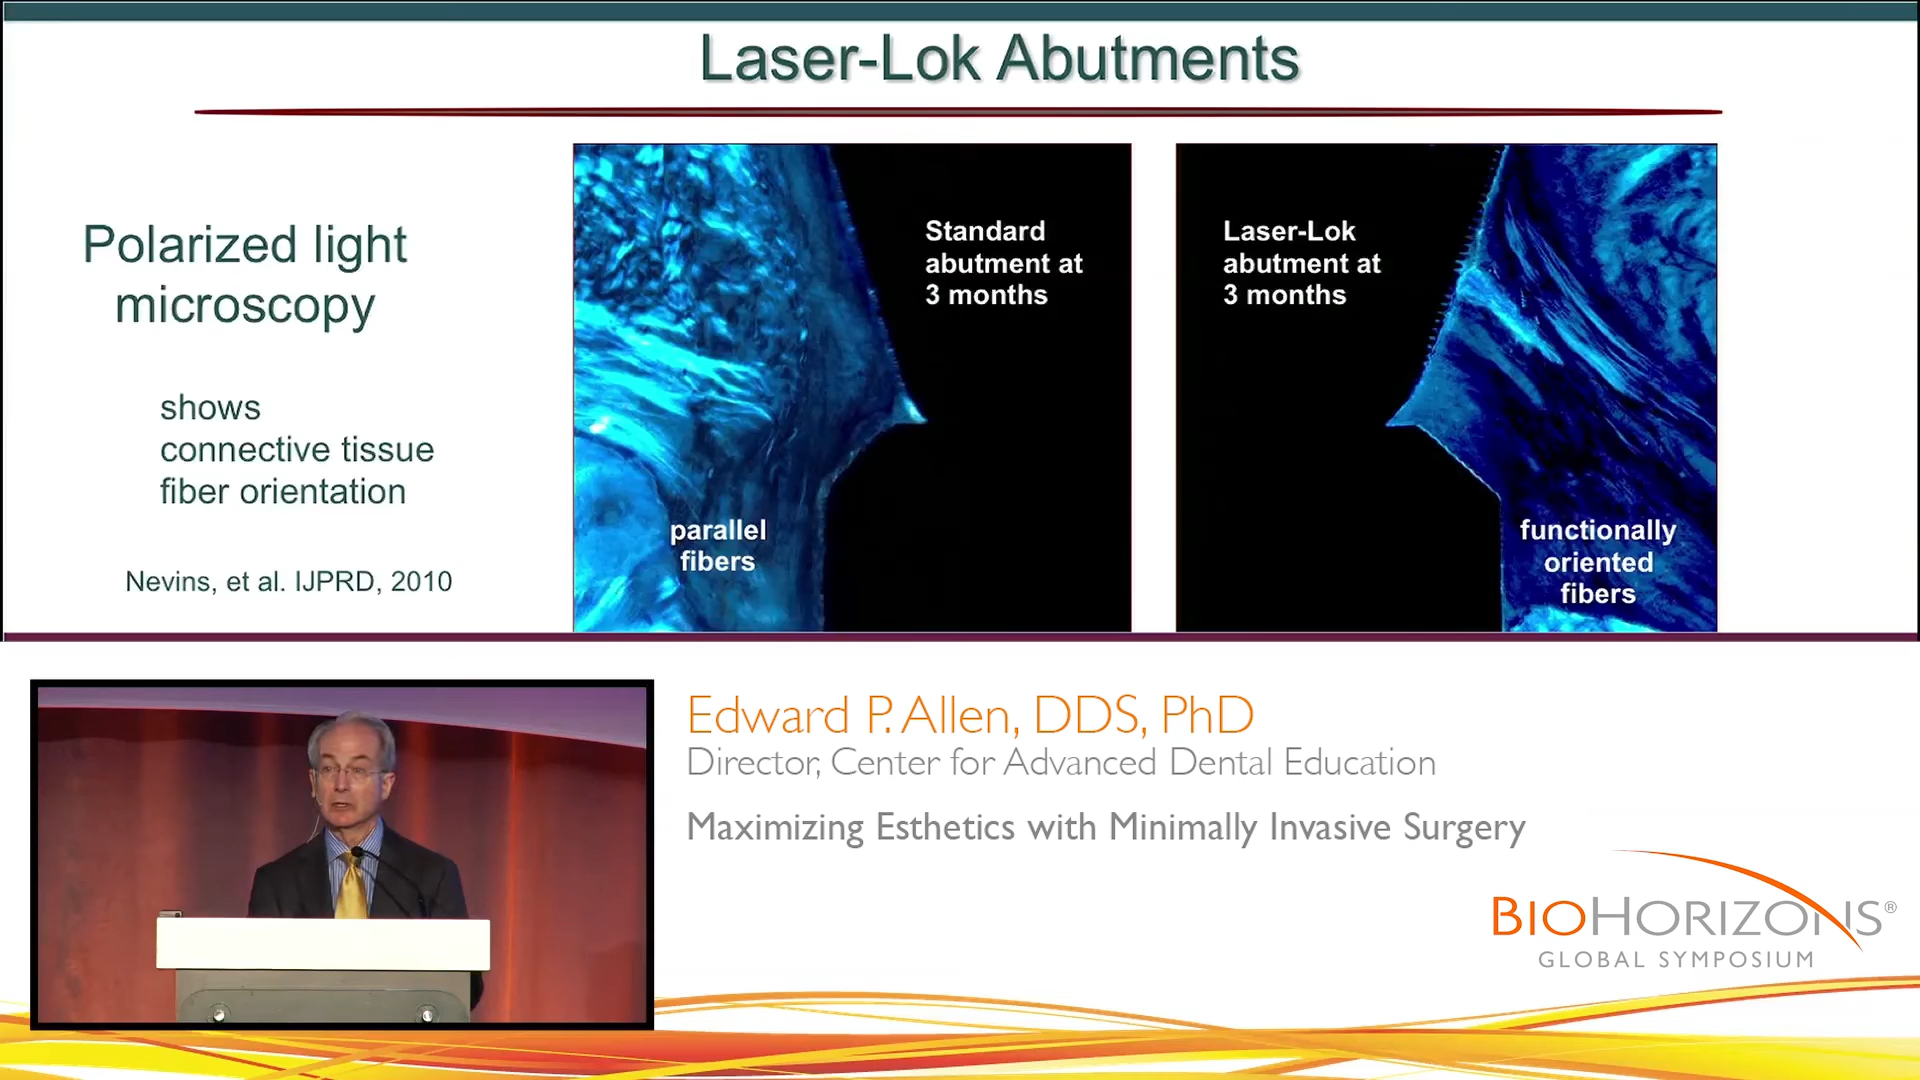 Laser-Lok Abutments
Polarized light
microscopy
shows
connective tissue
fiber orientation
Nevins, et al. IJPRD, 2010
Standard
abutment at
3 months
parallel
fibers
Laser-Lok
abutment at
3 months
functionally
oriented
fibers
Edward P. Allen, DDS, PhD
Director, Center for Advanced Dental Education
Maximizing Esthetics with Minimally Invasive Surgery
BIOHORIZONS®
GLOBAL SYMPOSIUM